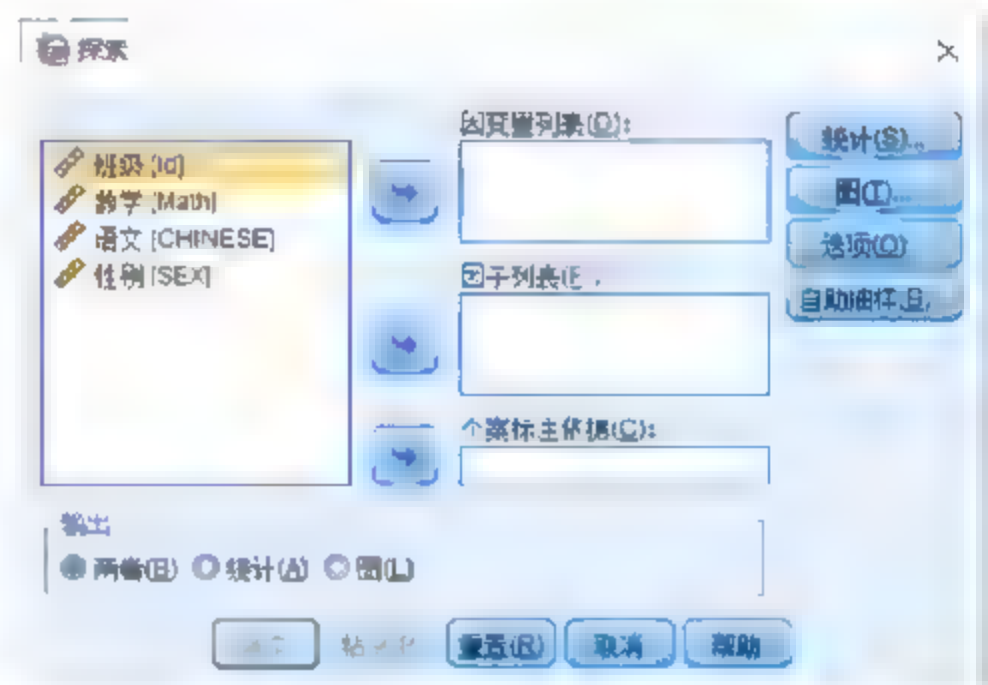 探索
因变量列表(D):
统计(S)...
班级 [Id]
数学 [Math]
图(T)...
语文 [CHINESE]
选项(O)
性别 [SEX]
因子列表(F):
自助抽样(B)
个案标注依据(C):
输出
两者(B) 统计(A) 图(L)
重置(R) 取消 帮助